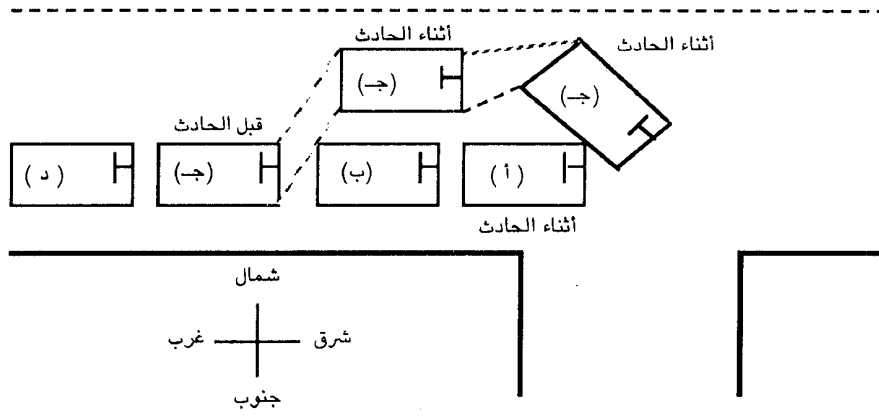 أثناء الحادث
أثناء الحادث
(جـ)
(جـ)
قبل الحادث
(أ)
(ب)
(جـ)
(د)
أثناء الحادث
شمال
شرق
غرب
جنوب